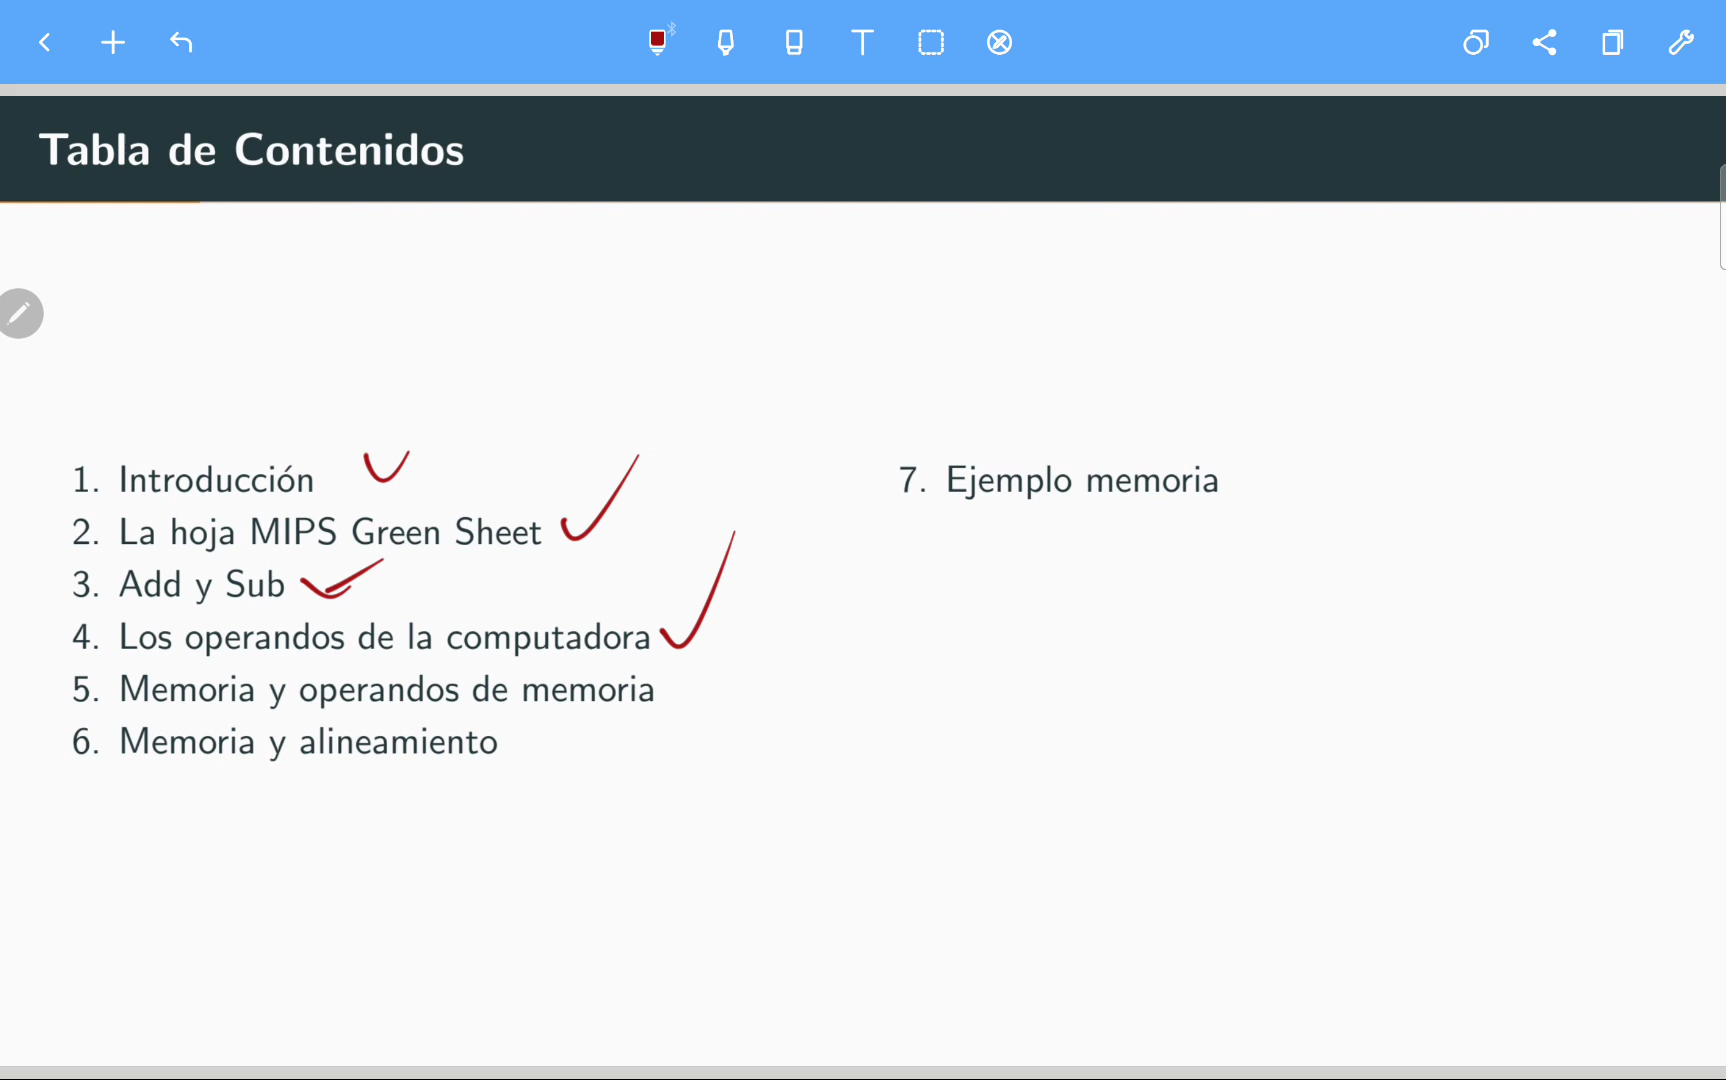 Tabla de Contenidos
1. Introducción
2. La hoja MIPS Green Sheet
3. Add y Sub
4. Los operandos de la computadora
5. Memoria y operandos de memoria
6. Memoria y alineamiento
7. Ejemplo memoria